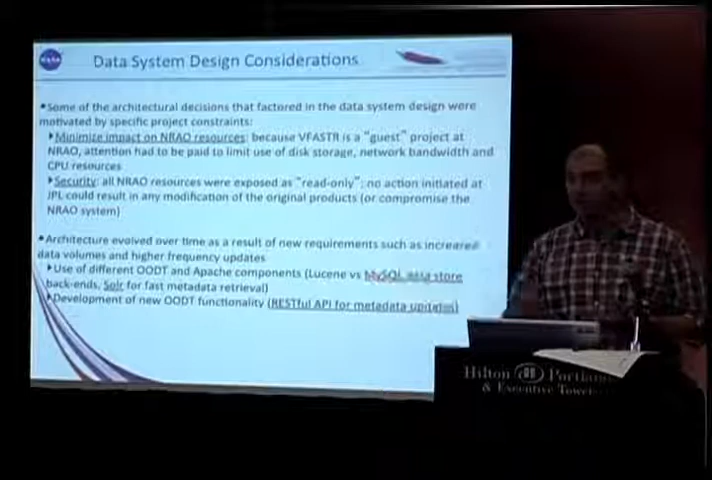 NASA
Data System Design Considerations
•Some of the architectural decisions that factored in the data system design were
motivated by specific project constraints:
‣Minimize impact on NRAO resources: because VFASTR is a "guest" project at
NRAO, attention had to be paid to limit use of disk storage, network bandwidth and
CPU resources
‣Security: all NRAO resources were exposed as "read-only": no action initiated at
JPL could result in any modification of the original products (or compromise the
NRAO system)
•Architecture evolved over time as a result of new requirements such as increased
data volumes and higher frequency updates
‣Use of different OODT and Apache components (Lucene vs MySQL data store
back-ends, Solr for fast metadata retrieval)
‣Development of new OODT functionality (RESTful API for metadata updates)
Hilton Portland
& Executive Tower